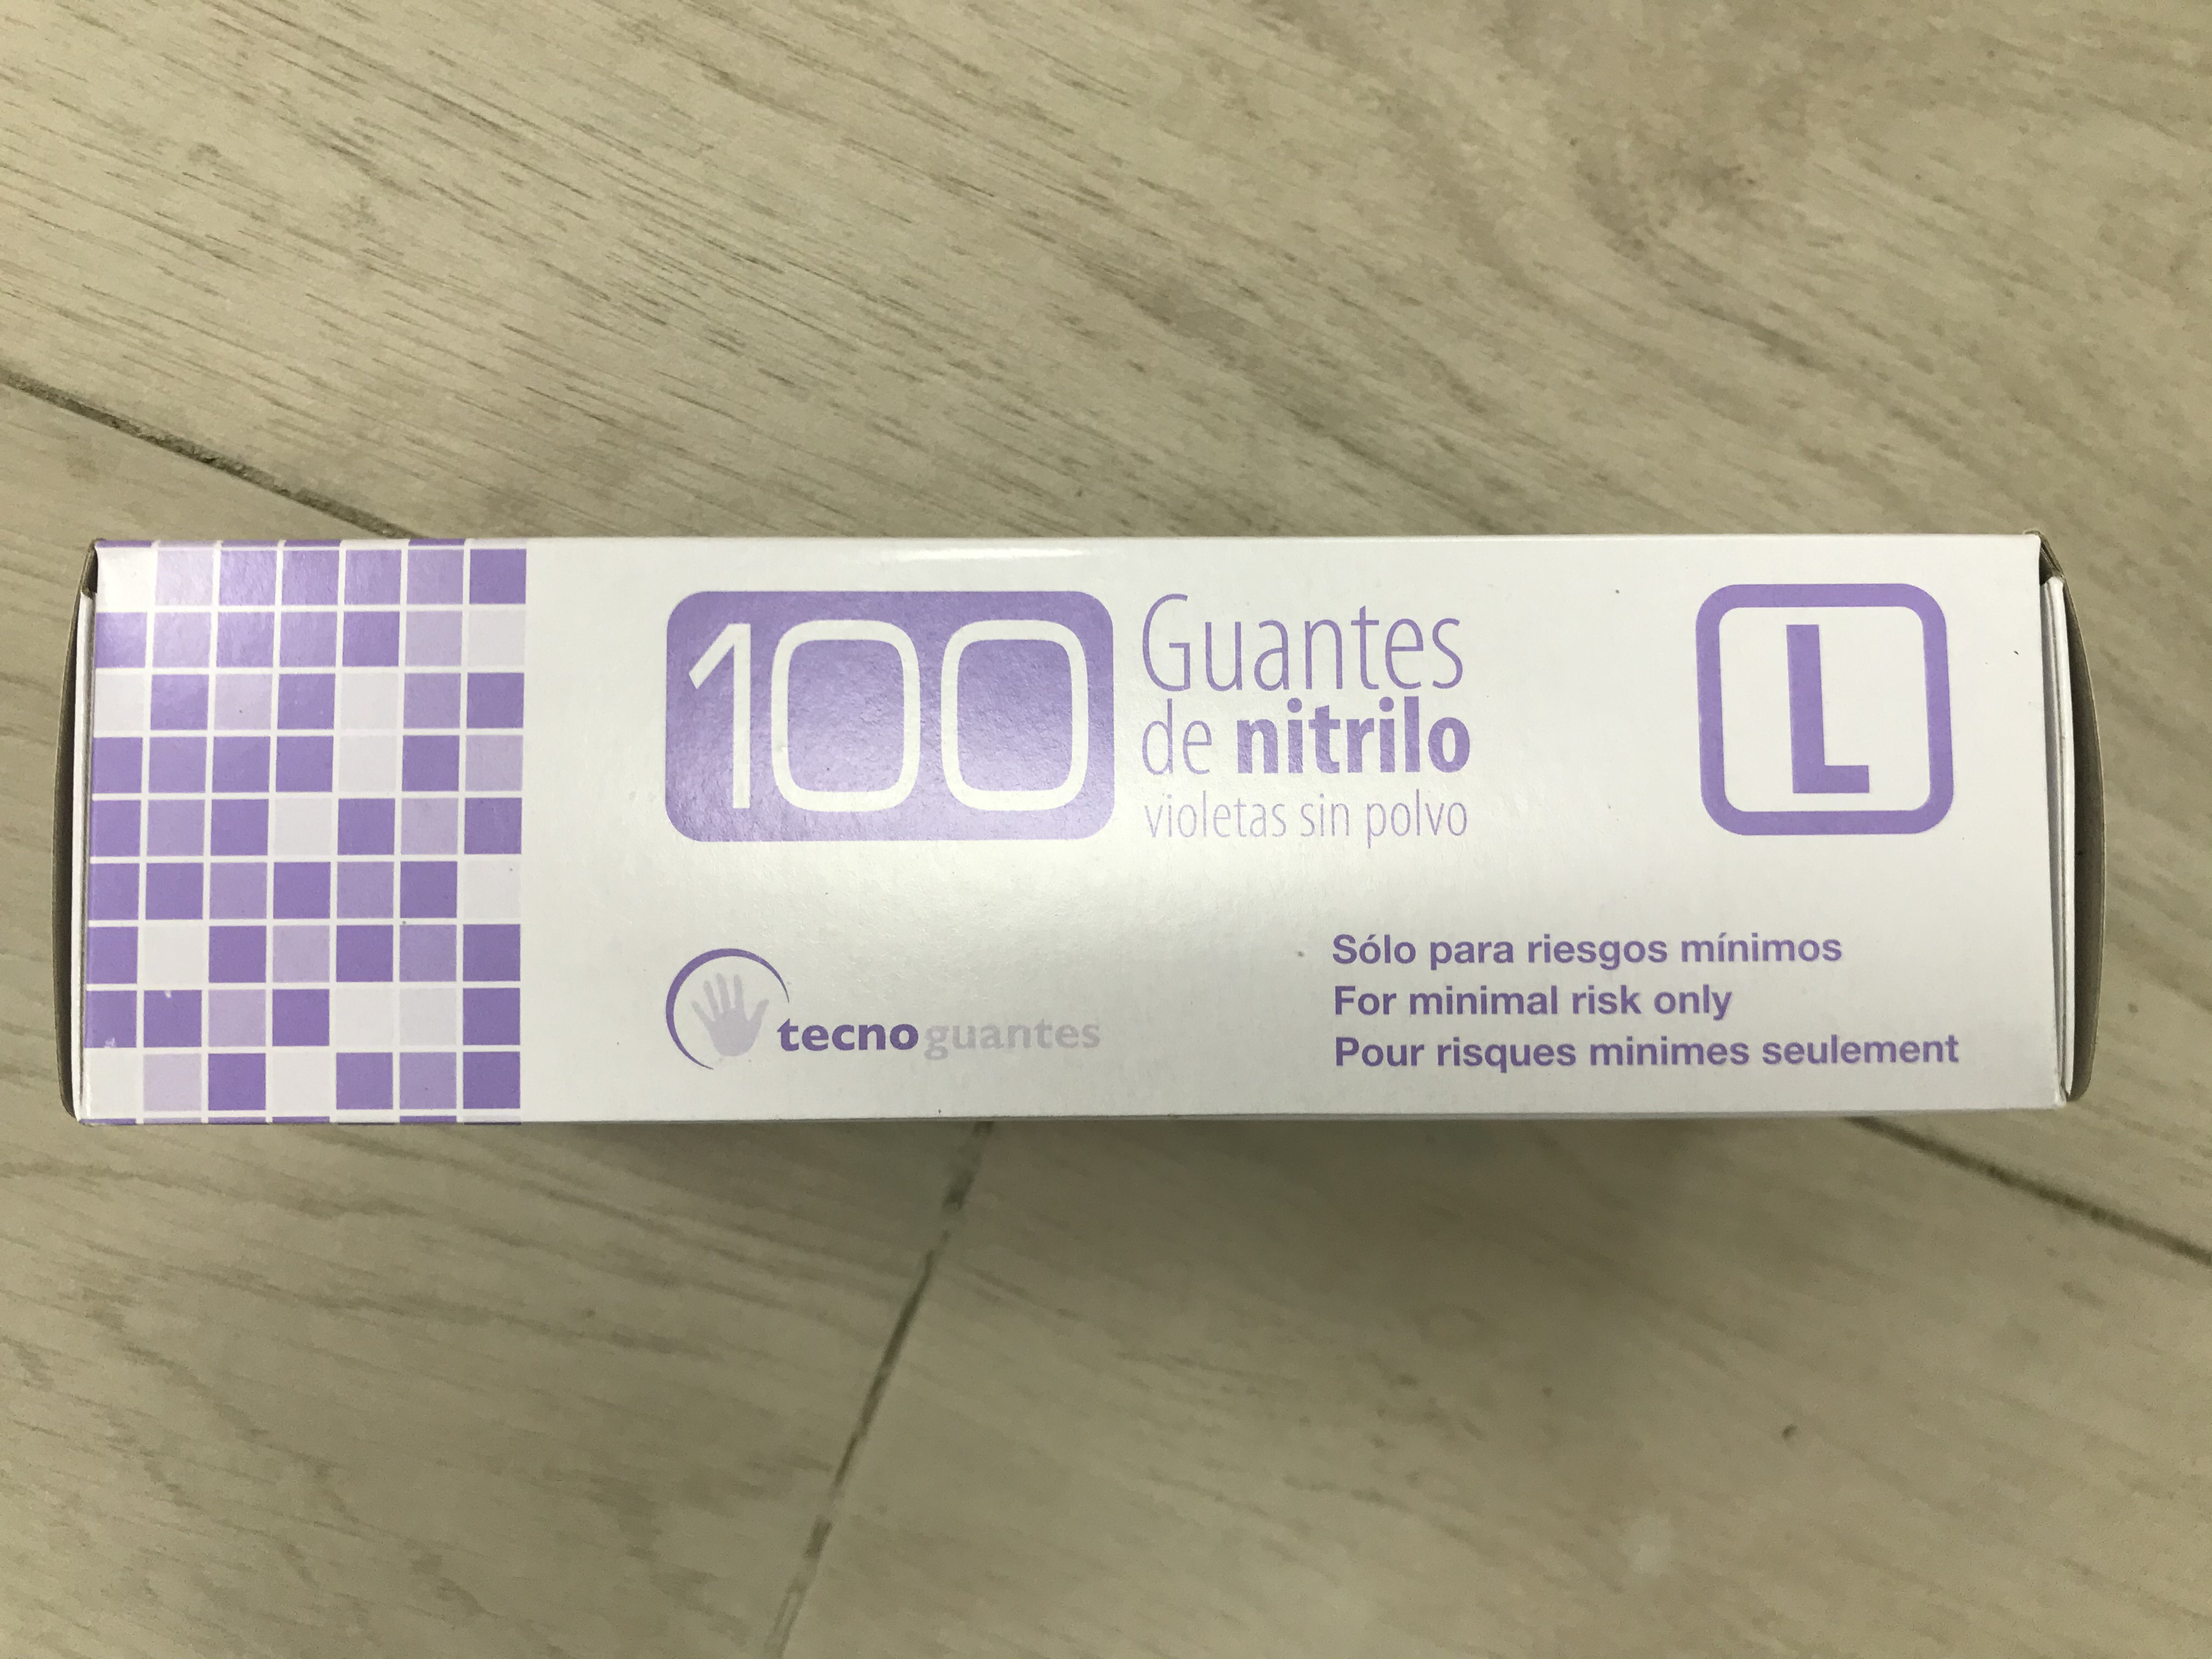 100
Guantes
de nitrilo
violetas sin polvo
L
tecnoguantes
Sólo para riesgos mínimos
For minimal risk only
Pour risques minimes seulement